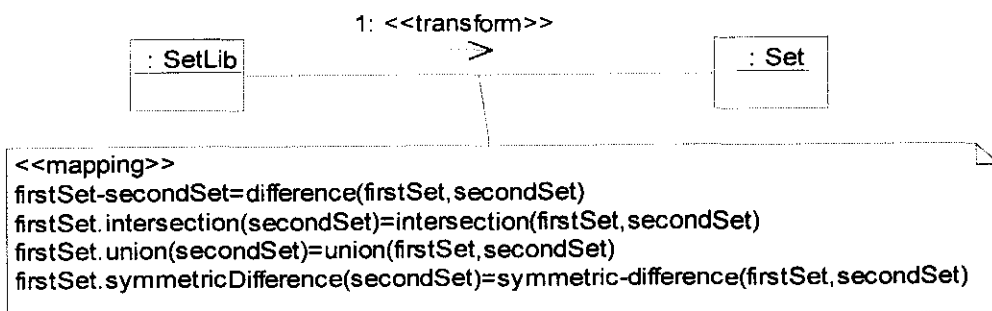 1: <<transform>>
: SetLib
: Set
<<mapping>>
firstSet-secondSet=difference(firstSet,secondSet)
firstSet.intersection(secondSet)=intersection(firstSet,secondSet)
firstSet.union(secondSet)=union(firstSet,secondSet)
firstSet.symmetricDifference(secondSet)=symmetric-difference(firstSet,secondSet)